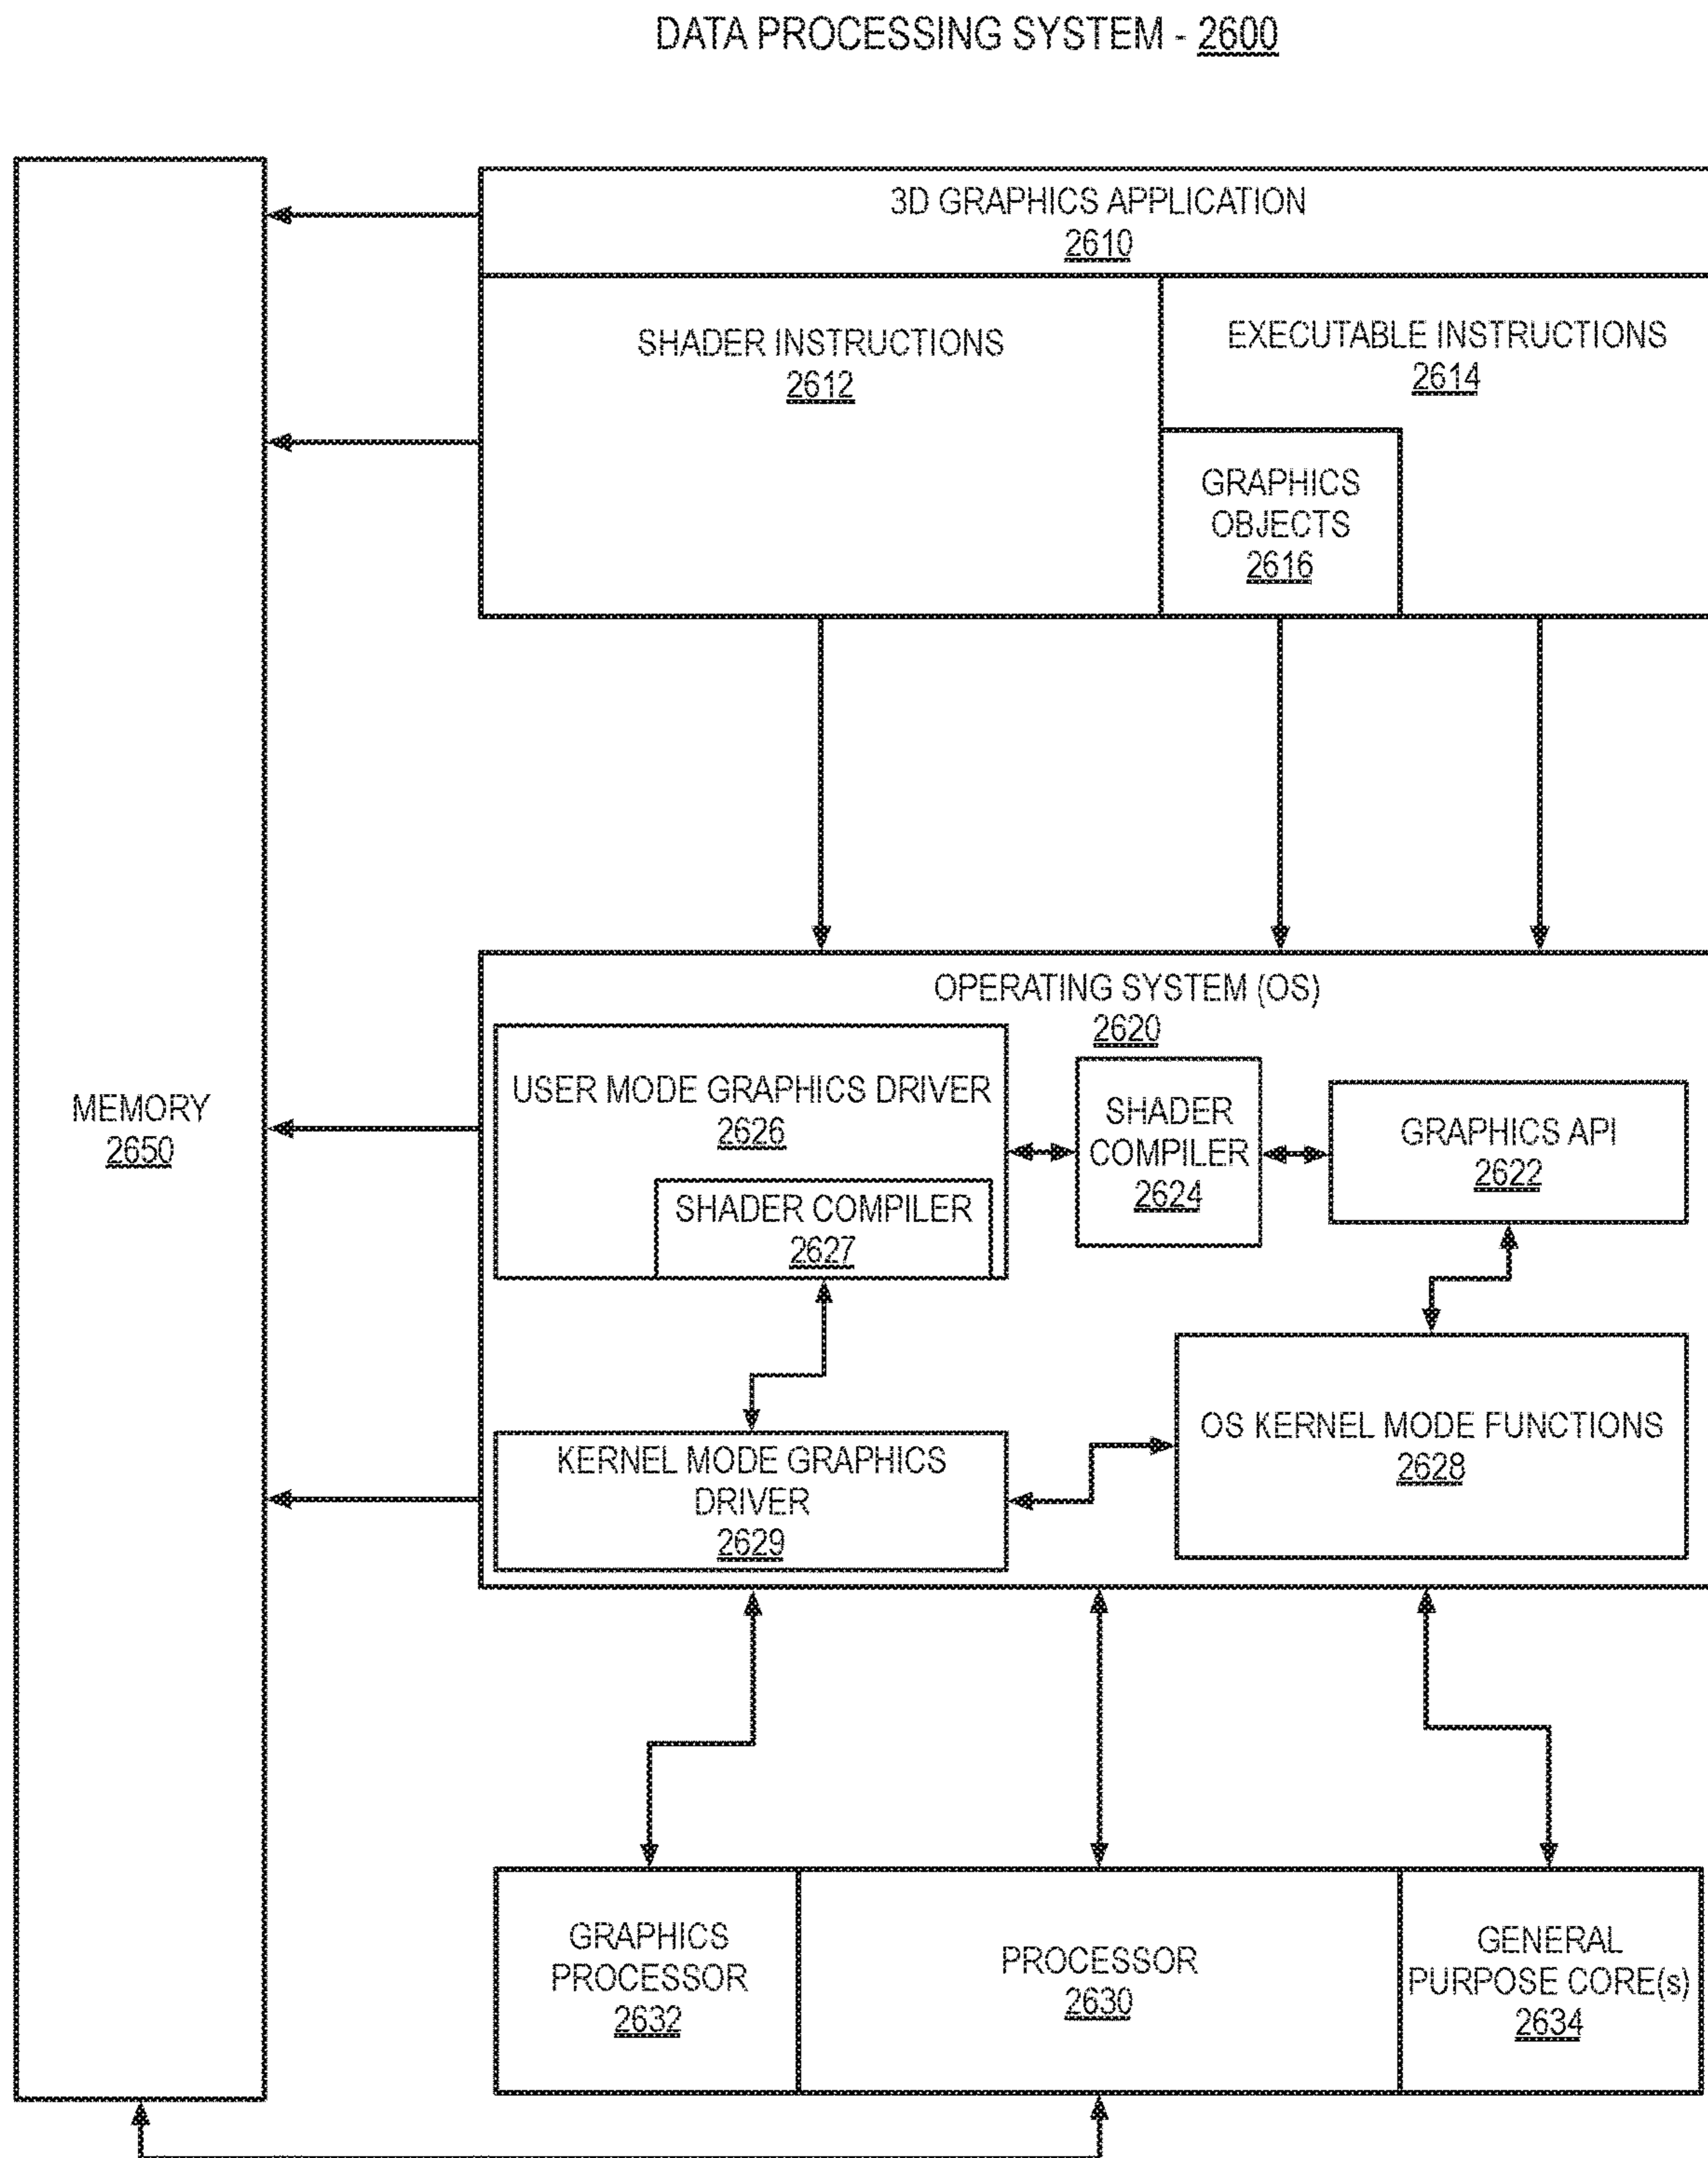 DATA PROCESSING SYSTEM - 2600
3D GRAPHICS APPLICATION
2610
SHADER INSTRUCTIONS
2612
EXECUTABLE INSTRUCTIONS
2614
GRAPHICS
OBJECTS
2616
OPERATING SYSTEM (OS)
2620
USER MODE GRAPHICS DRIVER
2626
SHADER COMPILER
2627
SHADER
COMPILER
2624
GRAPHICS API
2622
MEMORY
2650
KERNEL MODE GRAPHICS
DRIVER
2629
OS KERNEL MODE FUNCTIONS
2628
GRAPHICS
PROCESSOR
2632
PROCESSOR
2630
GENERAL
PURPOSE CORE(s)
2634